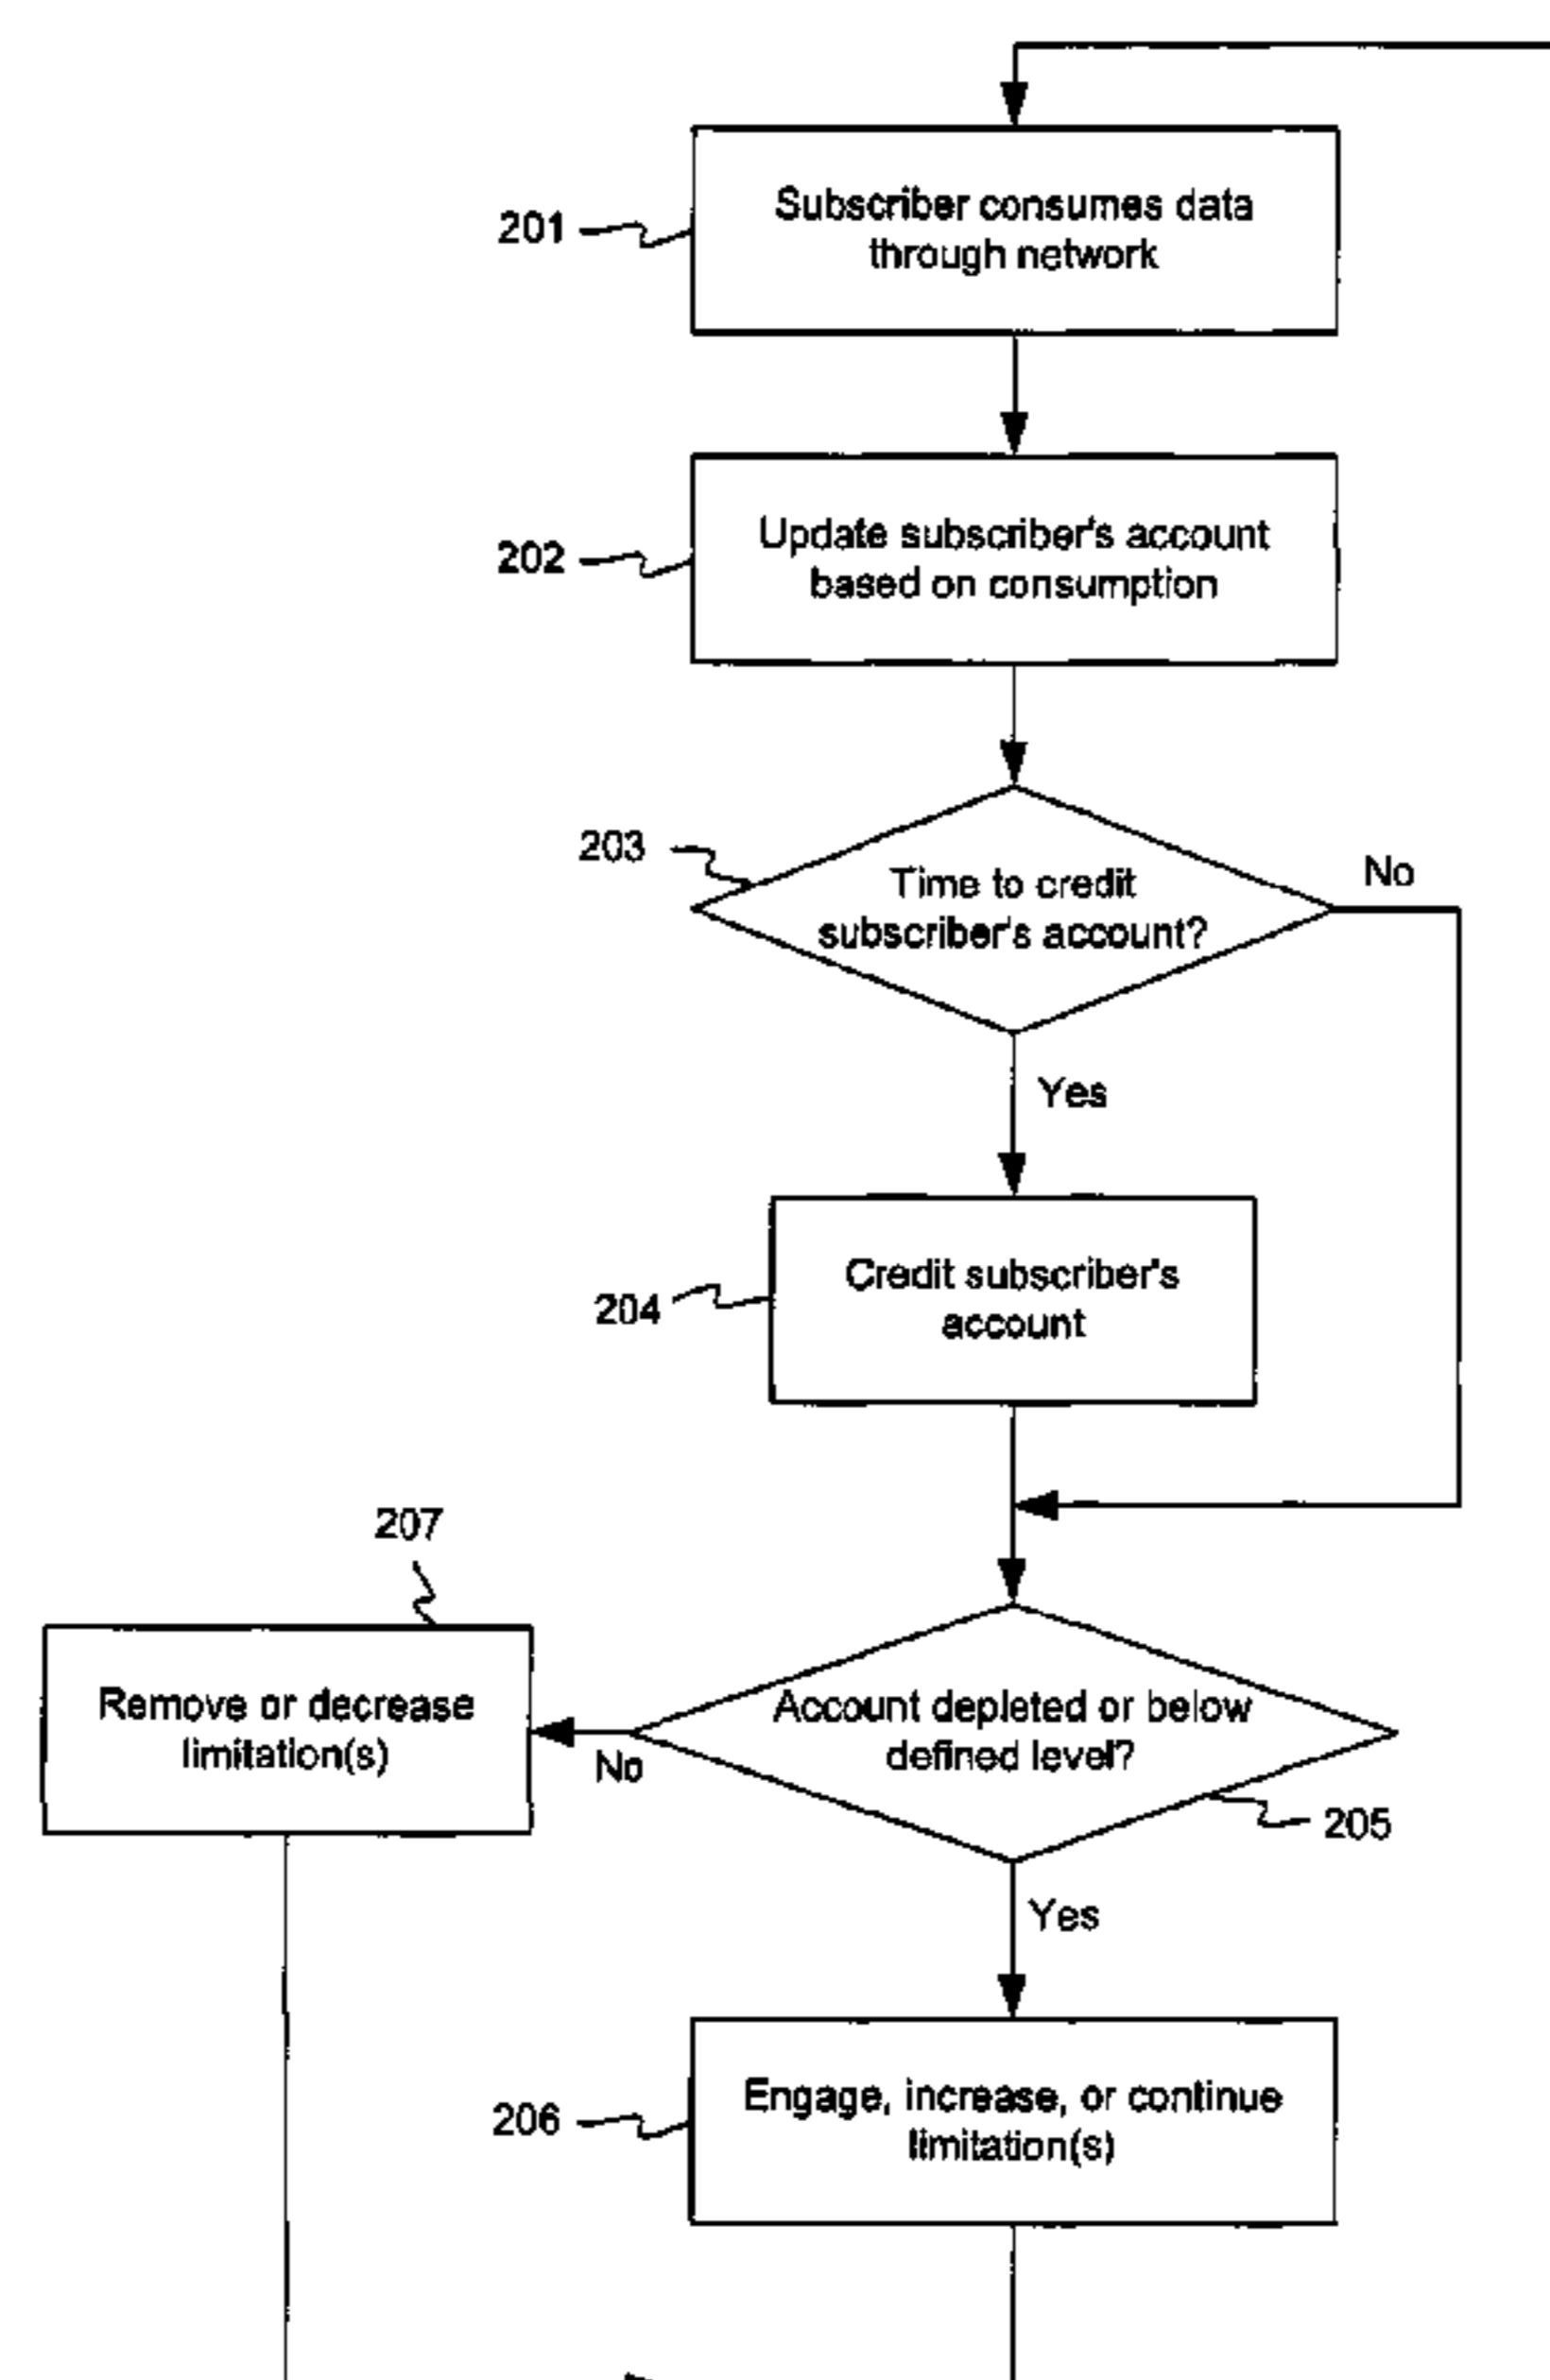 201
Subscriber consumes data
through network
202
Update subscriber's account
based on consumption
203
Time to credit
subscriber's account?
No
Yes
204
Credit subscriber's
account
207
Remove or decrease
limitation(s)
No
Account depleted or below
defined level?
205
Yes
206
Engage, increase, or continue
limitation(s)